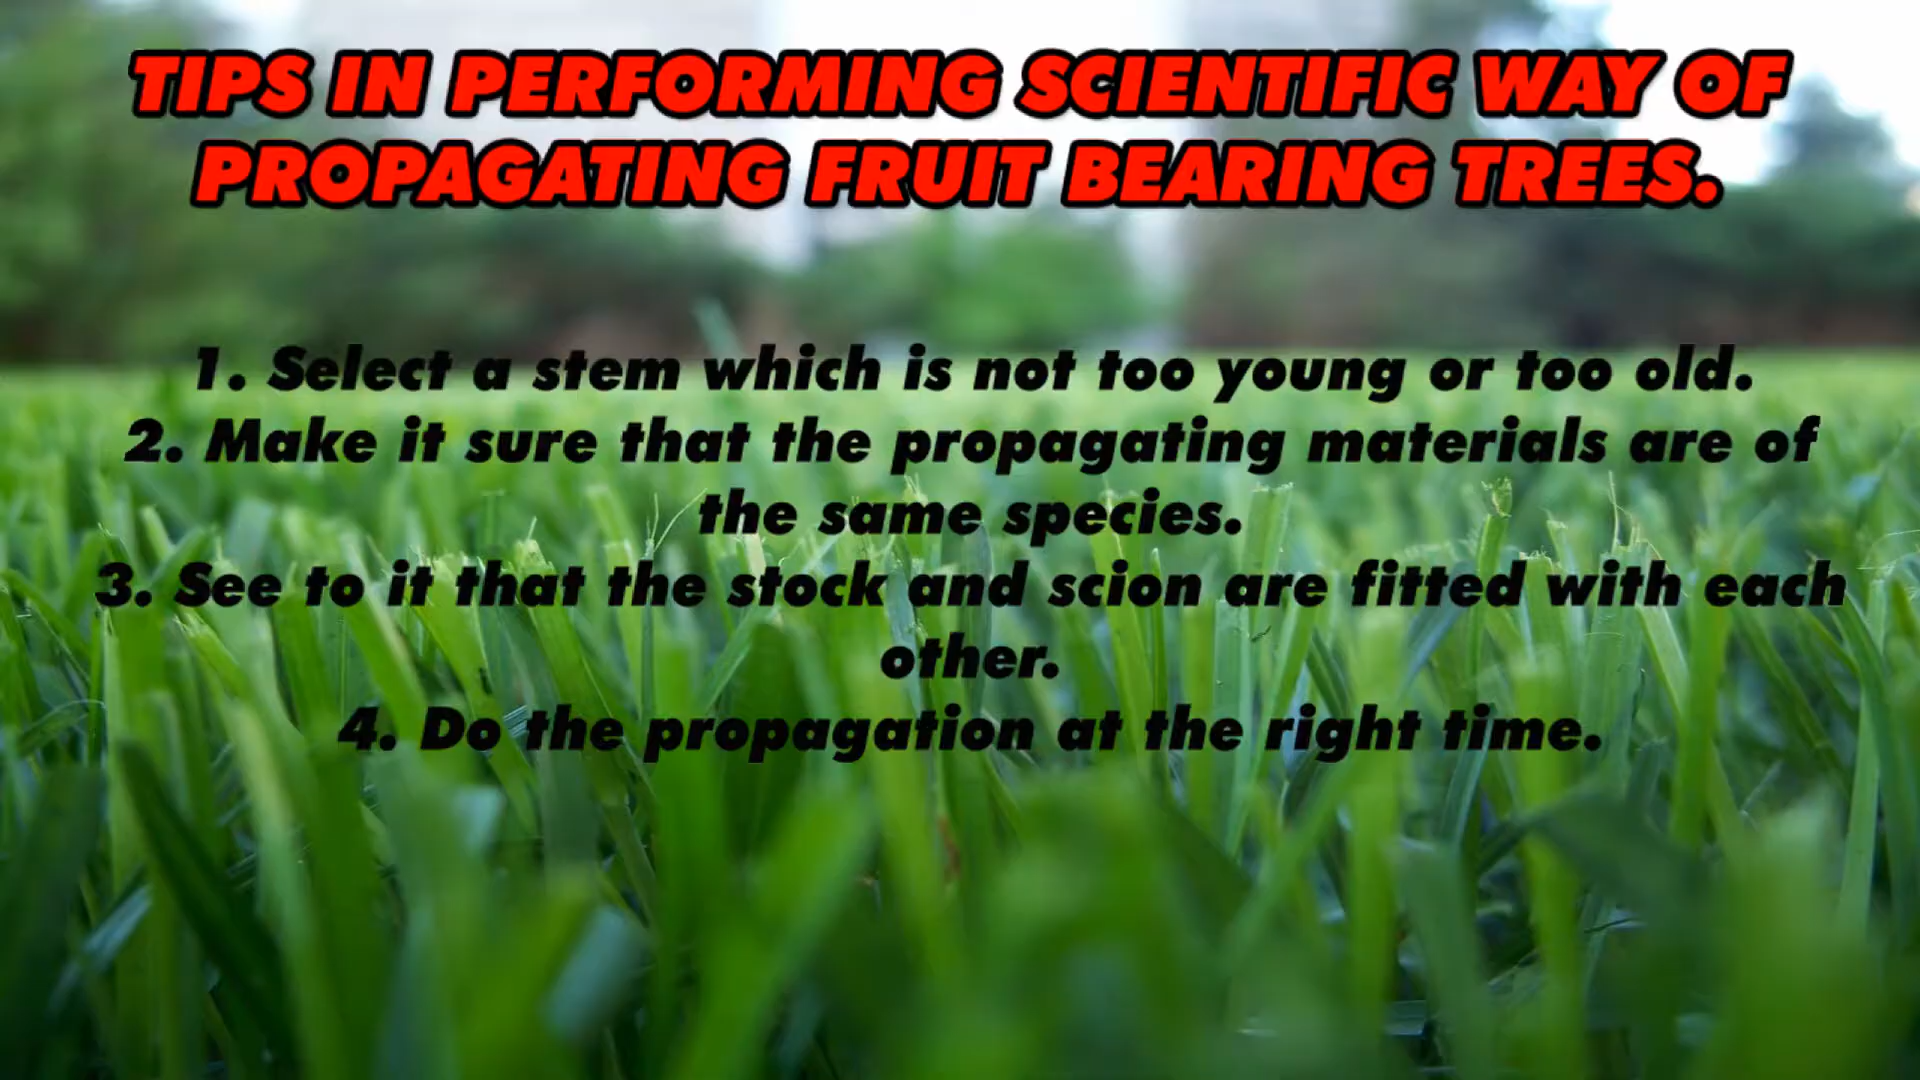 TIPS IN PERFORMING SCIENTIFIC WAY OF
PROPAGATING FRUIT BEARING TREES.
1. Select a stem which is not too young or too old.
2. Make it sure that the propagating materials are of
the same species.
3. See to it that the stock and scion are fitted with each
other.
4. Do the propagation at the right time.